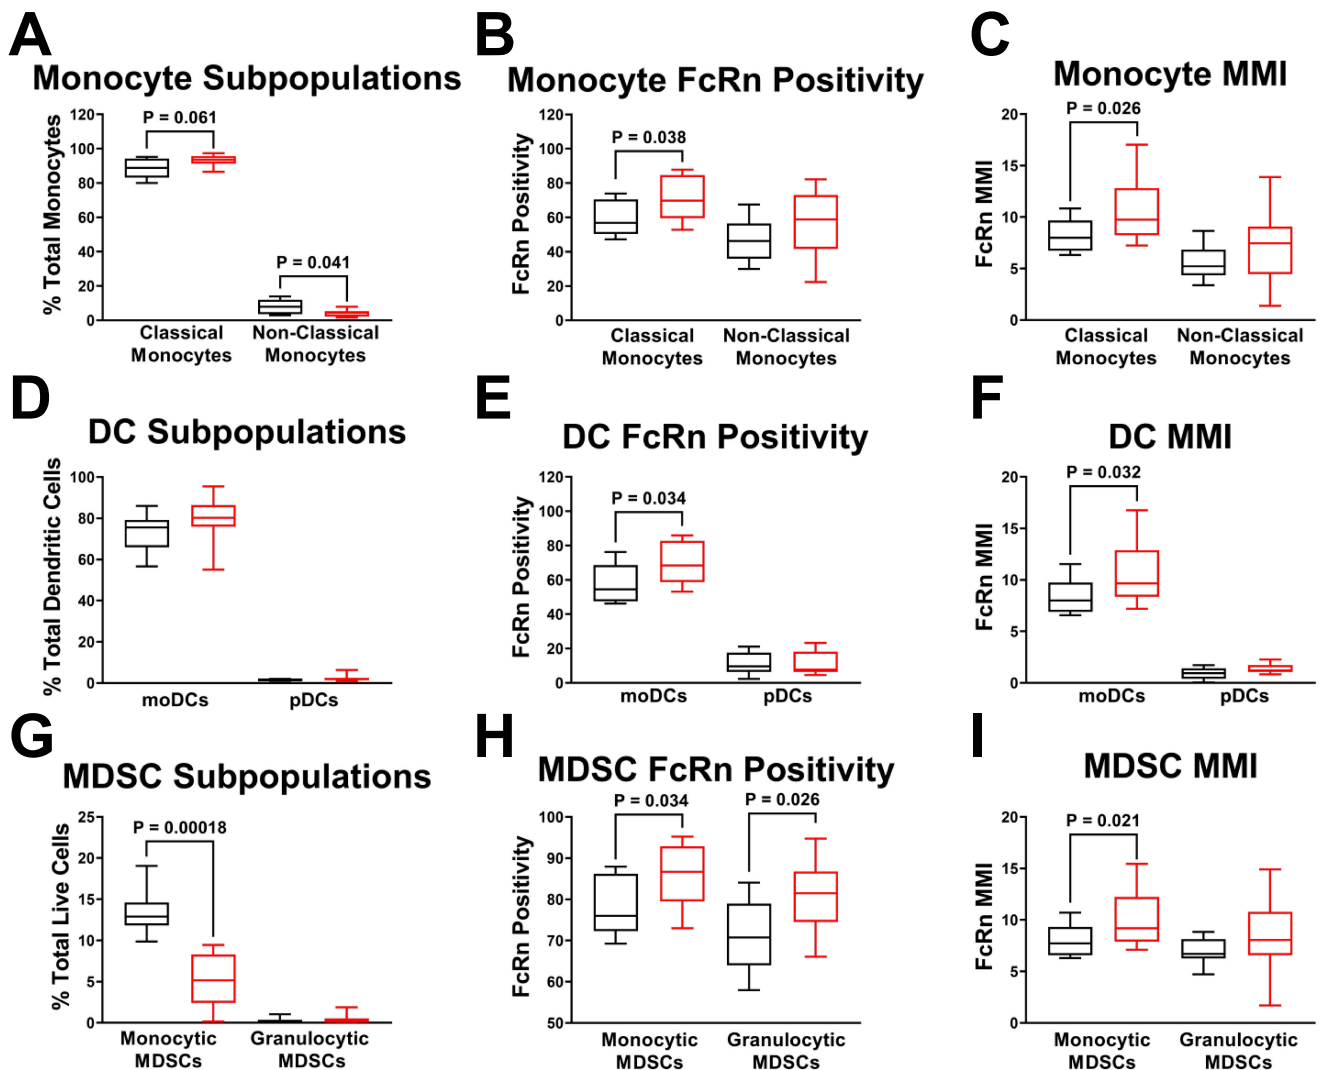 A
Monocyte Subpopulations
% Total Monocytes
120
100
80
60
40
20
0
P = 0.061
P = 0.041
Classical
Monocytes
Non-Classical
Monocytes
B
Monocyte FcRn Positivity
FcRn Positivity
120
100
80
60
40
20
0
P = 0.038
Classical
Monocytes
Non-Classical
Monocytes
C
Monocyte MMI
FcRn MMI
20
15
10
5
0
P = 0.026
Classical
Monocytes
Non-Classical
Monocytes
D
DC Subpopulations
% Total Dendritic Cells
100
80
60
40
20
0
moDCs
pDCs
E
DC FcRn Positivity
FcRn Positivity
120
100
80
60
40
20
0
P = 0.034
moDCs
pDCs
F
DC MMI
FcRn MMI
20
15
10
5
0
P = 0.032
moDCs
pDCs
G
MDSC Subpopulations
% Total Live Cells
25
20
15
10
5
0
P = 0.00018
Monocytic
MDSCs
Granulocytic
MDSCs
H
MDSC FcRn Positivity
FcRn Positivity
100
90
80
70
60
50
P = 0.034
P = 0.026
Monocytic
MDSCs
Granulocytic
MDSCs
I
MDSC MMI
FcRn MMI
20
15
10
5
0
P = 0.021
Monocytic
MDSCs
Granulocytic
MDSCs